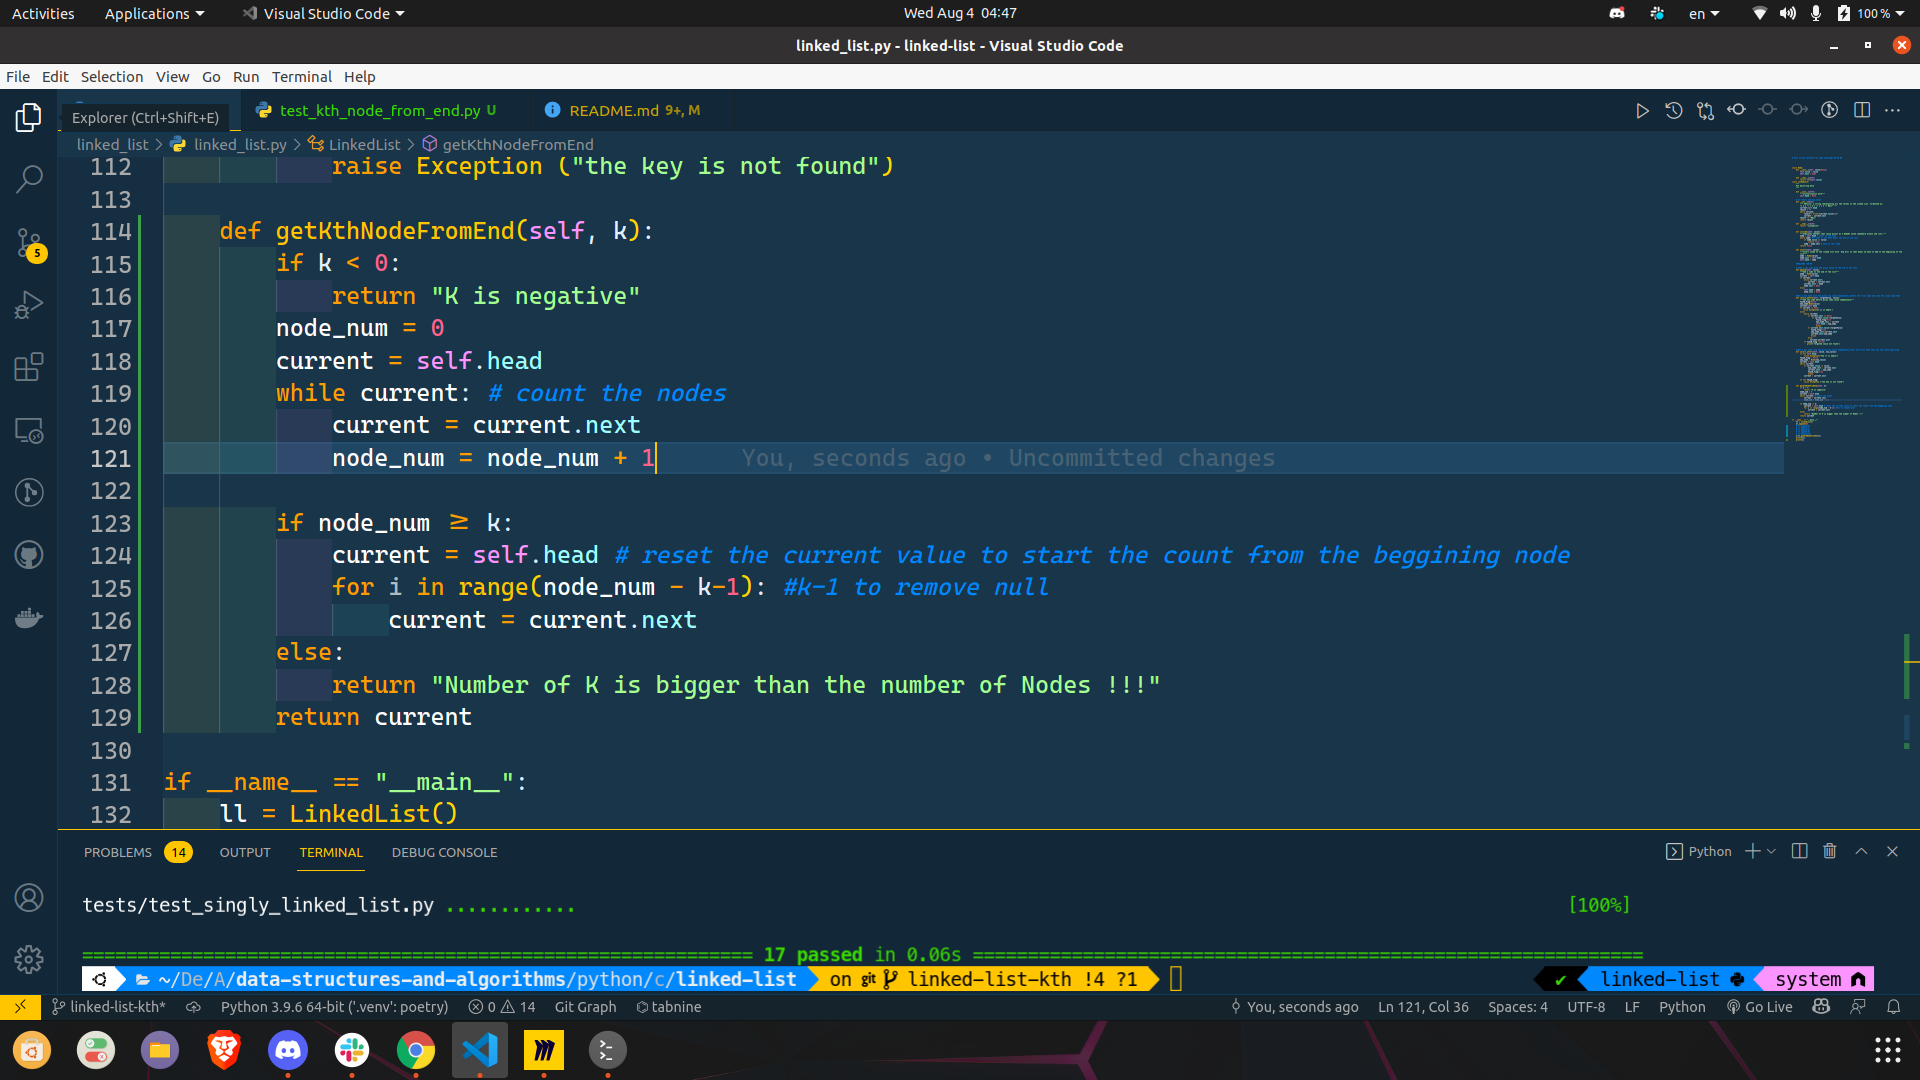 Activities Applications Visual Studio Code Wed Aug 4 04:47 en 100 %
linked_list.py - linked-list - Visual Studio Code
File Edit Selection View Go Run Terminal Help
Explorer (Ctrl+Shift+E) test_kth_node_from_end.py U README.md 9+, M
linked_list > linked_list.py > LinkedList > getKthNodeFromEnd
112 raise Exception ("the key is not found")
113
114 def getKthNodeFromEnd(self, k):
115 if k < 0:
116 return "K is negative"
117 node_num = 0
118 current = self.head
119 while current: # count the nodes
120 current = current.next
121 node_num = node_num + 1 You, seconds ago • Uncommitted changes
122
123 if node_num ≥ k:
124 current = self.head # reset the current value to start the count from the beggining node
125 for i in range(node_num - k-1): #k-1 to remove null
126 current = current.next
127 else:
128 return "Number of K is bigger than the number of Nodes !!!"
129 return current
130
131 if __name__ == "__main__":
132 ll = LinkedList()
5
PROBLEMS 14 OUTPUT TERMINAL DEBUG CONSOLE Python
tests/test_singly_linked_list.py ............ [100%]
17 passed in 0.06s
~/De/A/data-structures-and-algorithms/python/c/linked-list on git linked-list-kth !4 ?1 ✔ linked-list system
linked-list-kth* Python 3.9.6 64-bit ('.venv': poetry) 0 14 Git Graph tabnine You, seconds ago Ln 121, Col 36 Spaces: 4 UTF-8 LF Python Go Live